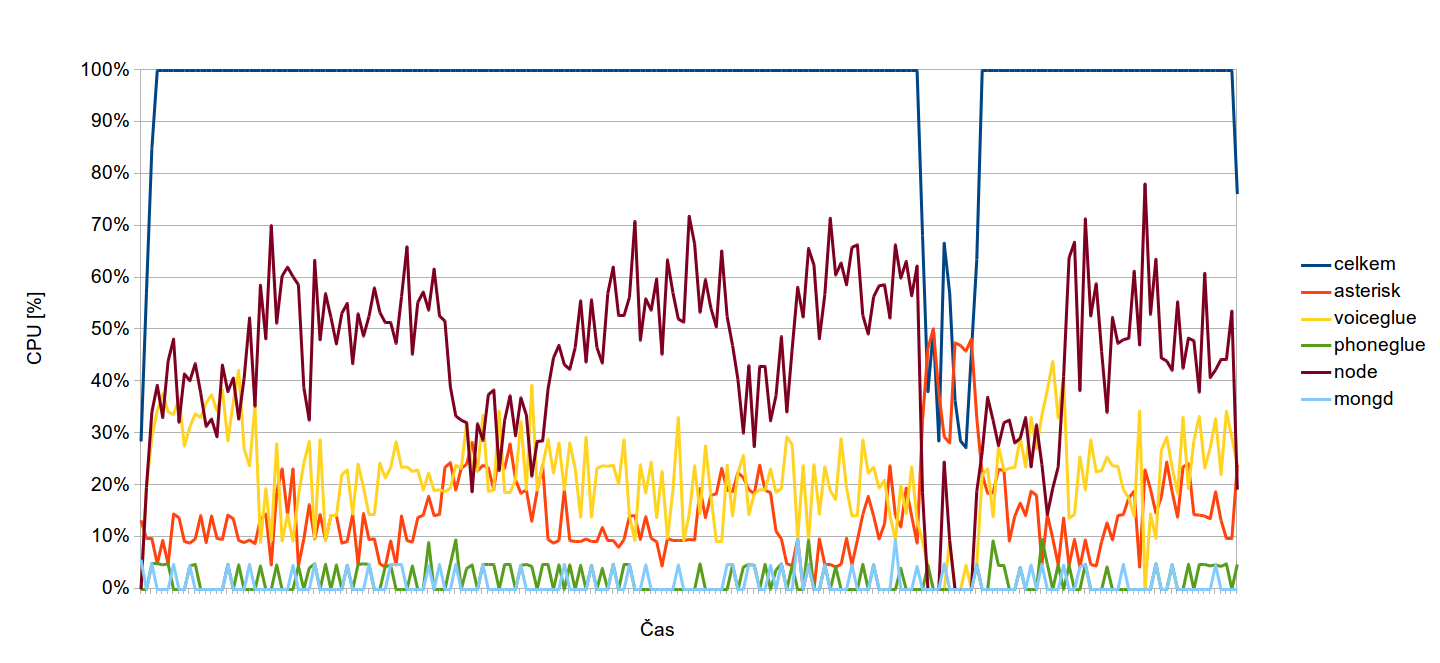 100%
90%
80%
70%
60%
50%
40%
30%
20%
10%
0%
CPU [%]
Čas
celkem
asterisk
voiceglue
phoneglue
node
mongd